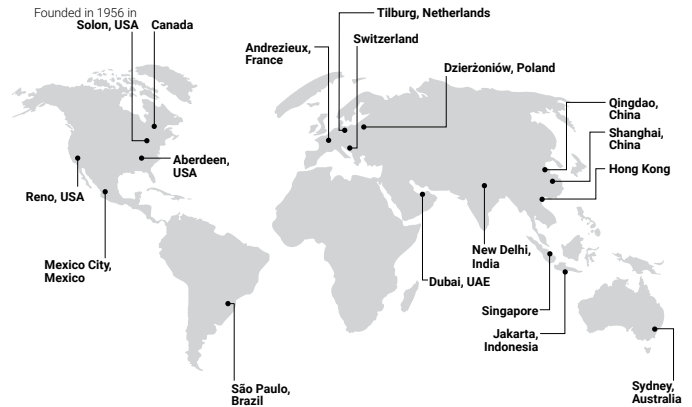 Founded in 1956 in
Solon, USA
Canada
Tilburg, Netherlands
Switzerland
Andrezieux,
France
Dzierżoniów, Poland
Qingdao,
China
Shanghai,
China
Hong Kong
Aberdeen,
USA
Reno, USA
Mexico City,
Mexico
New Delhi,
India
Dubai, UAE
Singapore
Jakarta,
Indonesia
São Paulo,
Brazil
Sydney,
Australia